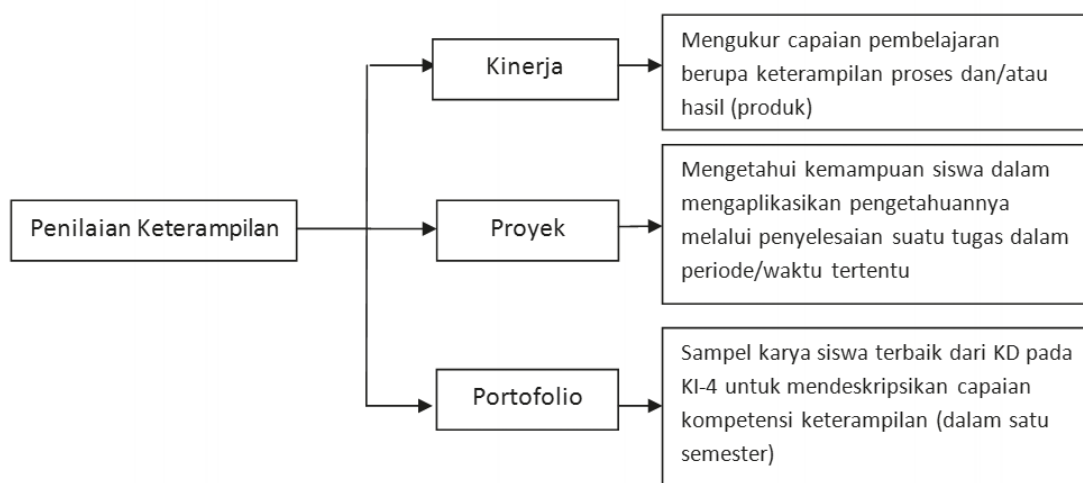 Penilaian Keterampilan
Kinerja
Mengukur capaian pembelajaran
berupa keterampilan proses dan/atau
hasil (produk)
Proyek
Mengetahui kemampuan siswa dalam
mengaplikasikan pengetahuannya
melalui penyelesaian suatu tugas dalam
periode/waktu tertentu
Portofolio
Sampel karya siswa terbaik dari KD pada
KI-4 untuk mendeskripsikan capaian
kompetensi keterampilan (dalam satu
semester)